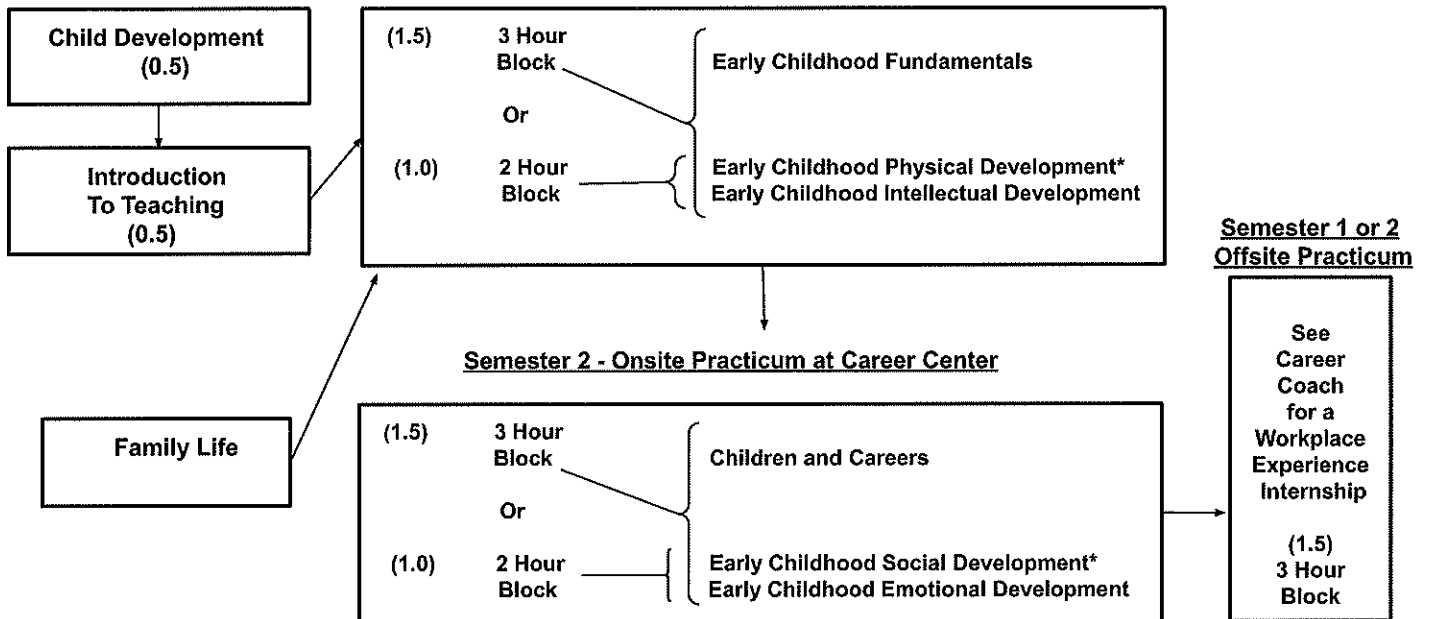 Child Development
(0.5)
Introduction
To Teaching
(0.5)
Family Life
(1.5)
3 Hour
Block
Early Childhood Fundamentals
Or
(1.0)
2 Hour
Block
Early Childhood Physical Development*
Early Childhood Intellectual Development
Semester 2 - Onsite Practicum at Career Center
(1.5)
3 Hour
Block
Children and Careers
Or
(1.0)
2 Hour
Block
Early Childhood Social Development*
Early Childhood Emotional Development
Semester 1 or 2
Offsite Practicum
See
Career
Coach
for a
Workplace
Experience
Internship
(1.5)
3 Hour
Block